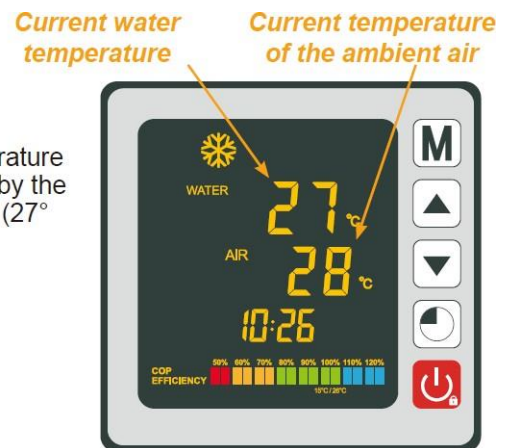 Current water
temperature
Current temperature
of the ambient air
rature
by the
(27°
M
WATER 27 °C
AIR 28 °C
10:26
50% 60% 70% 80% 90% 100% 110% 120%
COP
EFFICIENCY
15°C / 26°C